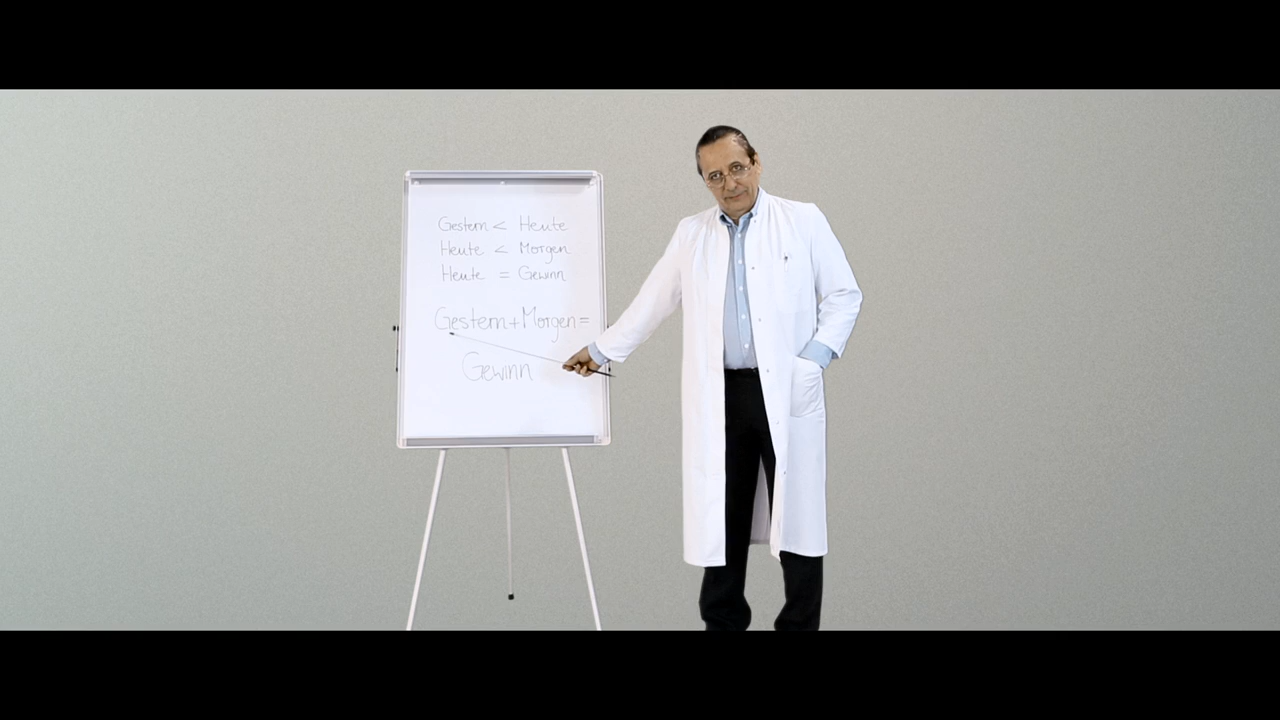 Gestern < Heute
Heute < Morgen
Heute = Gewinn
Gestern + Morgen =
Gewinn